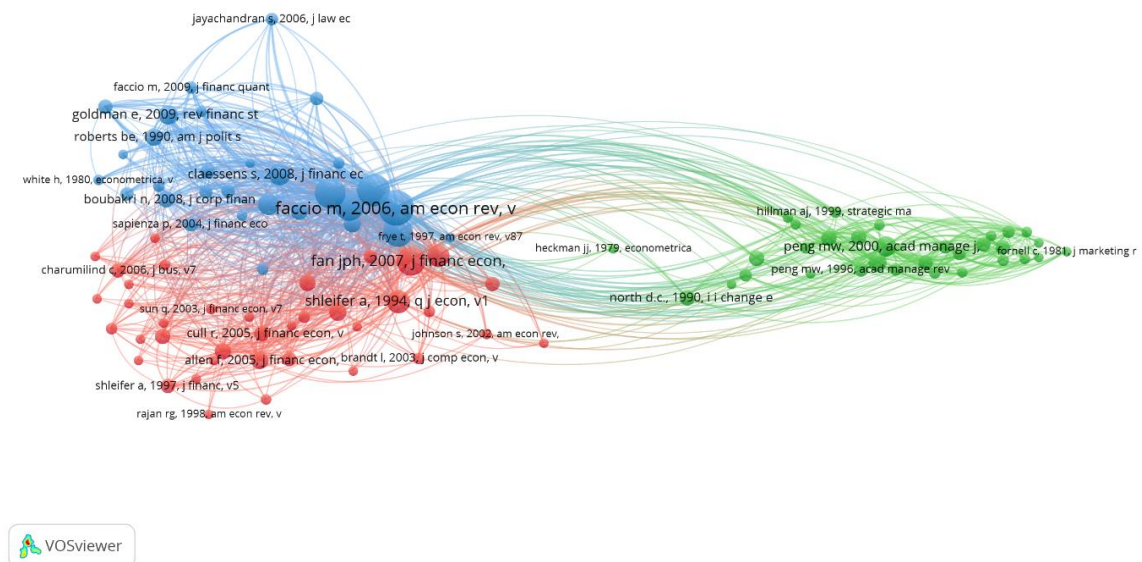 jayachandran s, 2006, j law ec
faccio m, 2009, j financ quant
goldman e, 2009, rev financ st
roberts be, 1990, am j polit s
claessens s, 2008, j financ ec
white h, 1980, econometrica, v
boubakri n, 2008, j corp finan
faccio m, 2006, am econ rev, v
hillman aj, 1999, strategic ma
sapienza p, 2004, j financ eco
frye t, 1997, am econ rev, v87
heckman jj, 1979, econometrica
peng mw, 2000, acad manage j,
fornell c, 1981, j marketing r
fan jph, 2007, j financ econ,
charumilind c, 2006, j bus, v7
peng mw, 1996, acad manage rev
shleifer a, 1994, q j econ, v1
north d.c., 1990, i i change e
sun q, 2003, j financ econ, v7
cull r, 2005, j financ econ, v
johnson s, 2002, am econ rev,
allen f, 2005, j financ econ,
brandt l, 2003, j comp econ, v
shleifer a, 1997, j financ, v5
rajan rg, 1998, am econ rev, v
VOSviewer